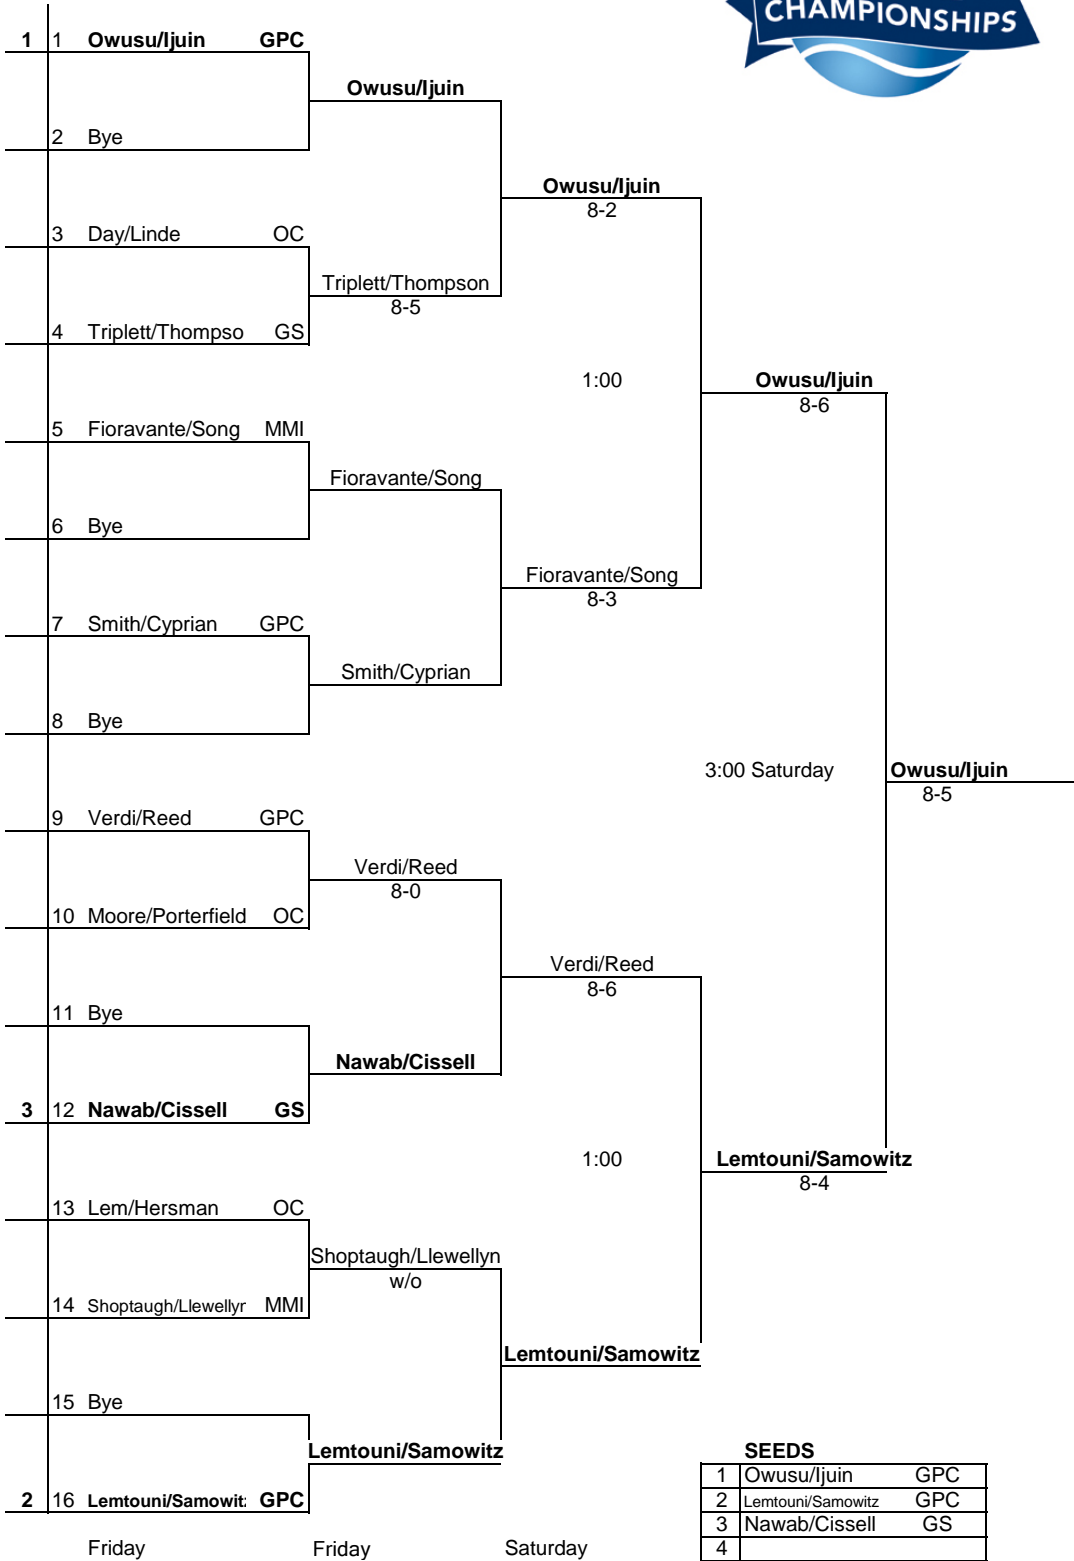 CHAMPIONSHIPS
1 1 Owusu/Ijuin GPC
Owusu/Ijuin
2 Bye
Owusu/Ijuin
8-2
3 Day/Linde OC
Triplett/Thompson
8-5
4 Triplett/Thompso GS
1:00 Owusu/Ijuin
8-6
5 Fioravante/Song MMI
Fioravante/Song
6 Bye
Fioravante/Song
8-3
7 Smith/Cyprian GPC
Smith/Cyprian
8 Bye
3:00 Saturday Owusu/Ijuin
8-5
9 Verdi/Reed GPC
Verdi/Reed
8-0
10 Moore/Porterfield OC
Verdi/Reed
8-6
11 Bye
Nawab/Cissell
3 12 Nawab/Cissell GS
1:00 Lemtouni/Samowitz
8-4
13 Lem/Hersman OC
Shoptaugh/Llewellyn
w/o
14 Shoptaugh/Llewellyr MMI
Lemtouni/Samowitz
15 Bye
Lemtouni/Samowitz SEEDS
1 Owusu/Ijuin GPC
2 16 Lemtouni/Samowit: GPC
2 Lemtouni/Samowitz GPC
3 Nawab/Cissell GS
4
Friday Friday Saturday